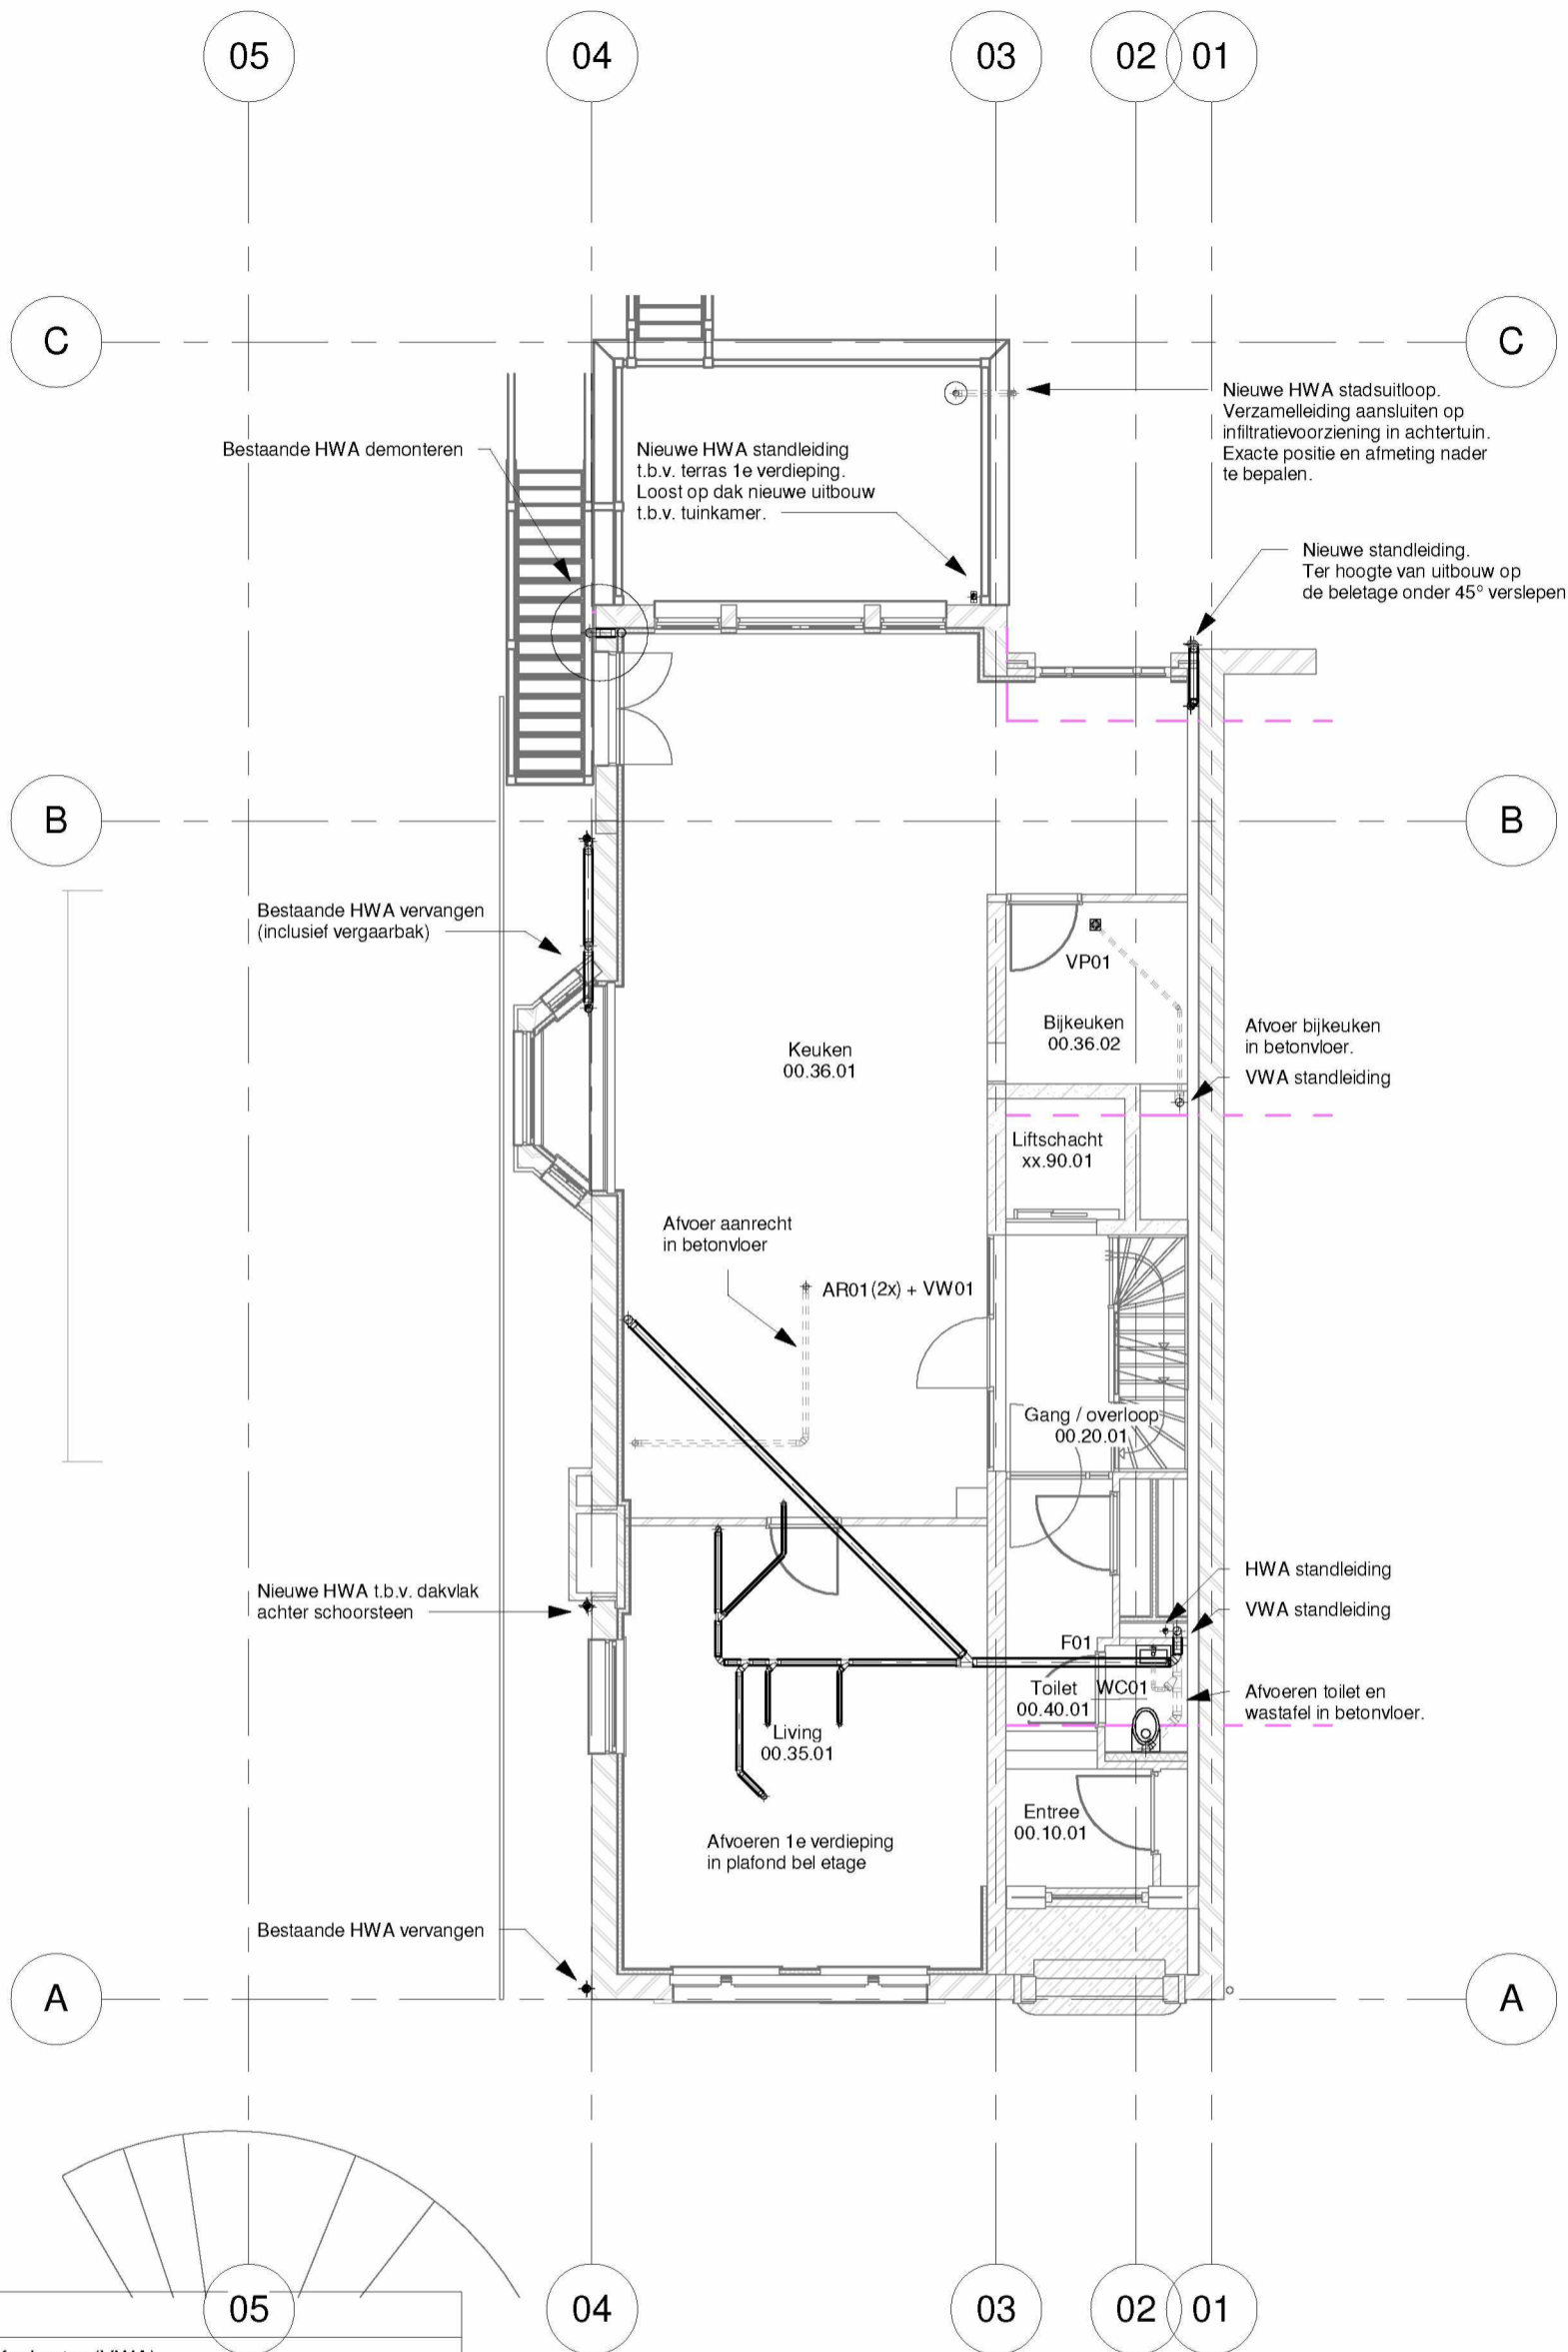 05
04
03
02
01
C
C
Nieuwe HWA stadsuitloop.
Verzamelleiding aansluiten op
infiltratievoorziening in achtertuin.
Exacte positie en afmeting nader
te bepalen.
Bestaande HWA demonteren
Nieuwe HWA standleiding
t.b.v. terras 1e verdieping.
Loost op dak nieuwe uitbouw
t.b.v. tuinkamer.
Nieuwe standleiding.
Ter hoogte van uitbouw op
de beletage onder 45° verslepen
B
B
Bestaande HWA vervangen
(inclusief vergaarbak)
VP01
Bijkeuken
00.36.02
Keuken
00.36.01
Afvoer bijkeuken
in betonvloer.
VWA standleiding
Liftschacht
xx.90.01
Afvoer aanrecht
in betonvloer
AR01(2x) + VW01
Gang / overloop
00.20.01
Nieuwe HWA t.b.v. dakvlak
achter schoorsteen
HWA standleiding
VWA standleiding
F01
Toilet
00.40.01
WC01
Afvoeren toilet en
wastafel in betonvloer.
Living
00.35.01
Entree
00.10.01
Afvoeren 1e verdieping
in plafond bel etage
Bestaande HWA vervangen
A
A
05
04
03
02
01